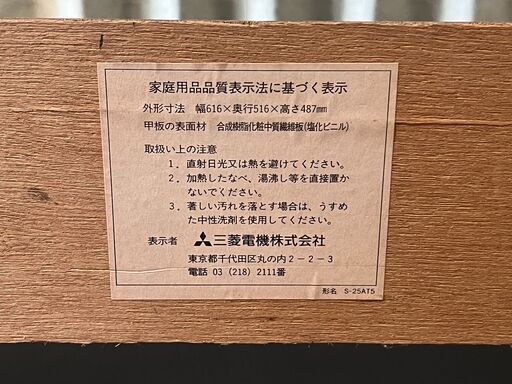 家庭用品品質表示法に基づく表示
外形寸法 幅616×奥行516×高さ487mm
甲板の表面材 合成樹脂化粧中質繊維板(塩化ビニル)
取扱い上の注意
1. 直射日光又は熱を避けてください。
2. 加熱したなべ、湯沸し等を直接置か
ないでください。
3. 著しい汚れを落とす場合は、うすめ
た中性洗剤を使用してください。
表示者 三菱電機株式会社
東京都千代田区丸の内2-2-3
電話 03 (218) 2111番
形名 S-25AT5